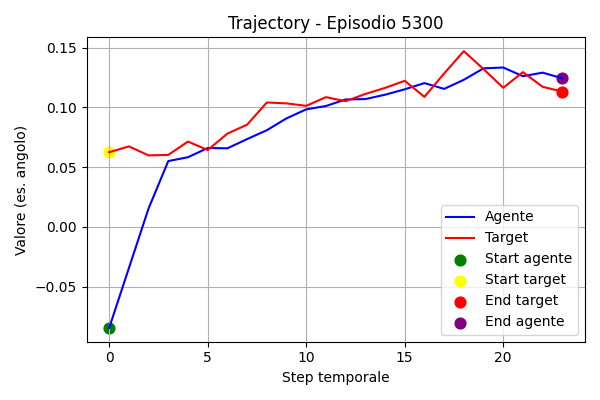 Trajectory - Episodio 5300
Valore (es. angolo)
0.15
0.10
0.05
0.00
−0.05
Agente
Target
Start agente
Start target
End target
End agente
0 5 10 15 20
Step temporale